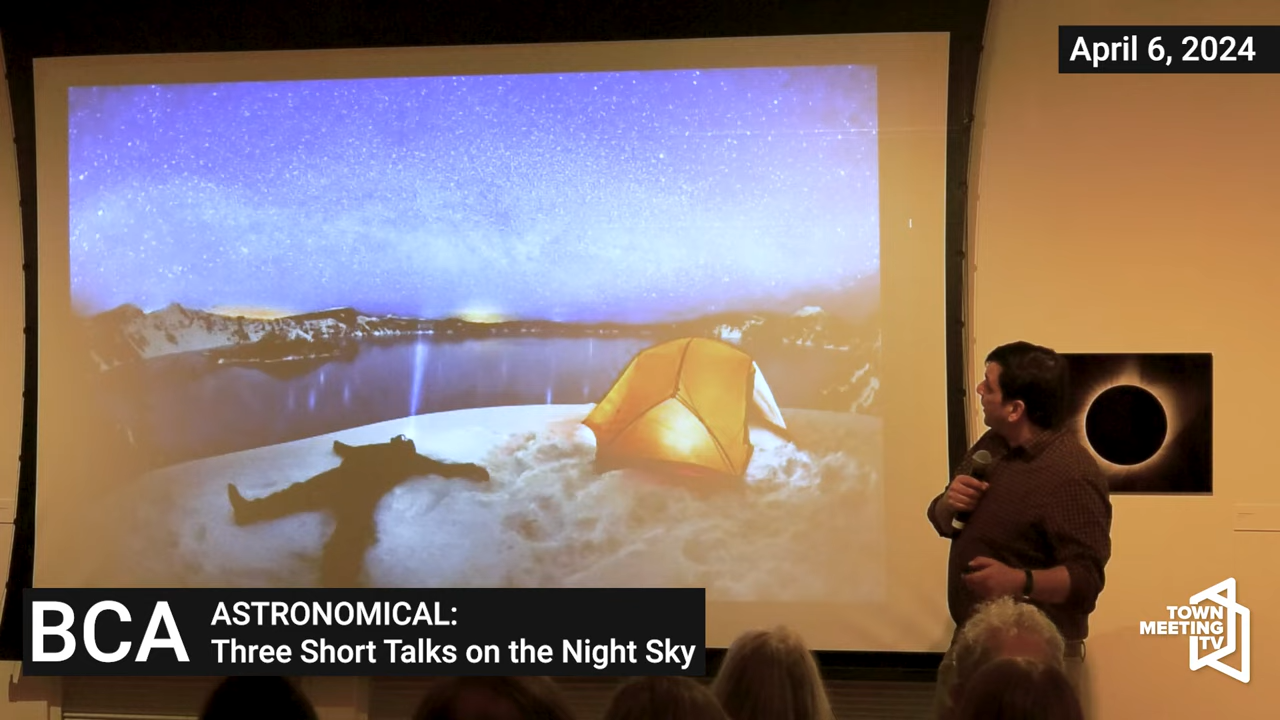 April 6, 2024
BCA
ASTRONOMICAL:
Three Short Talks on the Night Sky
TOWN
MEETING
TV